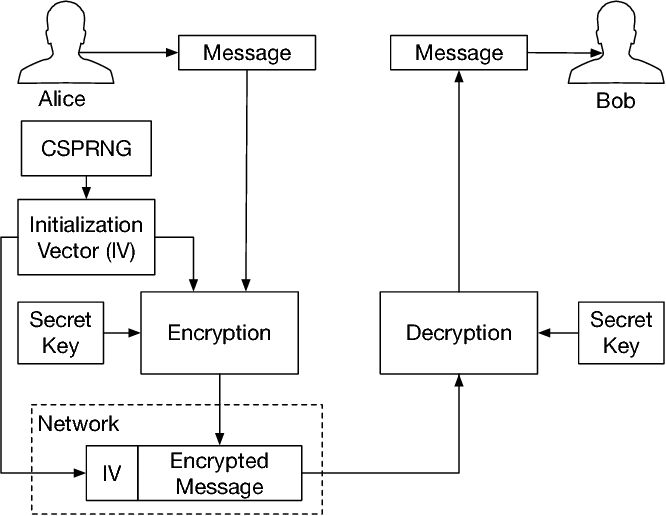 Message
Message
Alice
Bob
CSPRNG
Initialization
Vector (IV)
Secret
Key
Encryption
Decryption
Secret
Key
Network
IV
Encrypted
Message